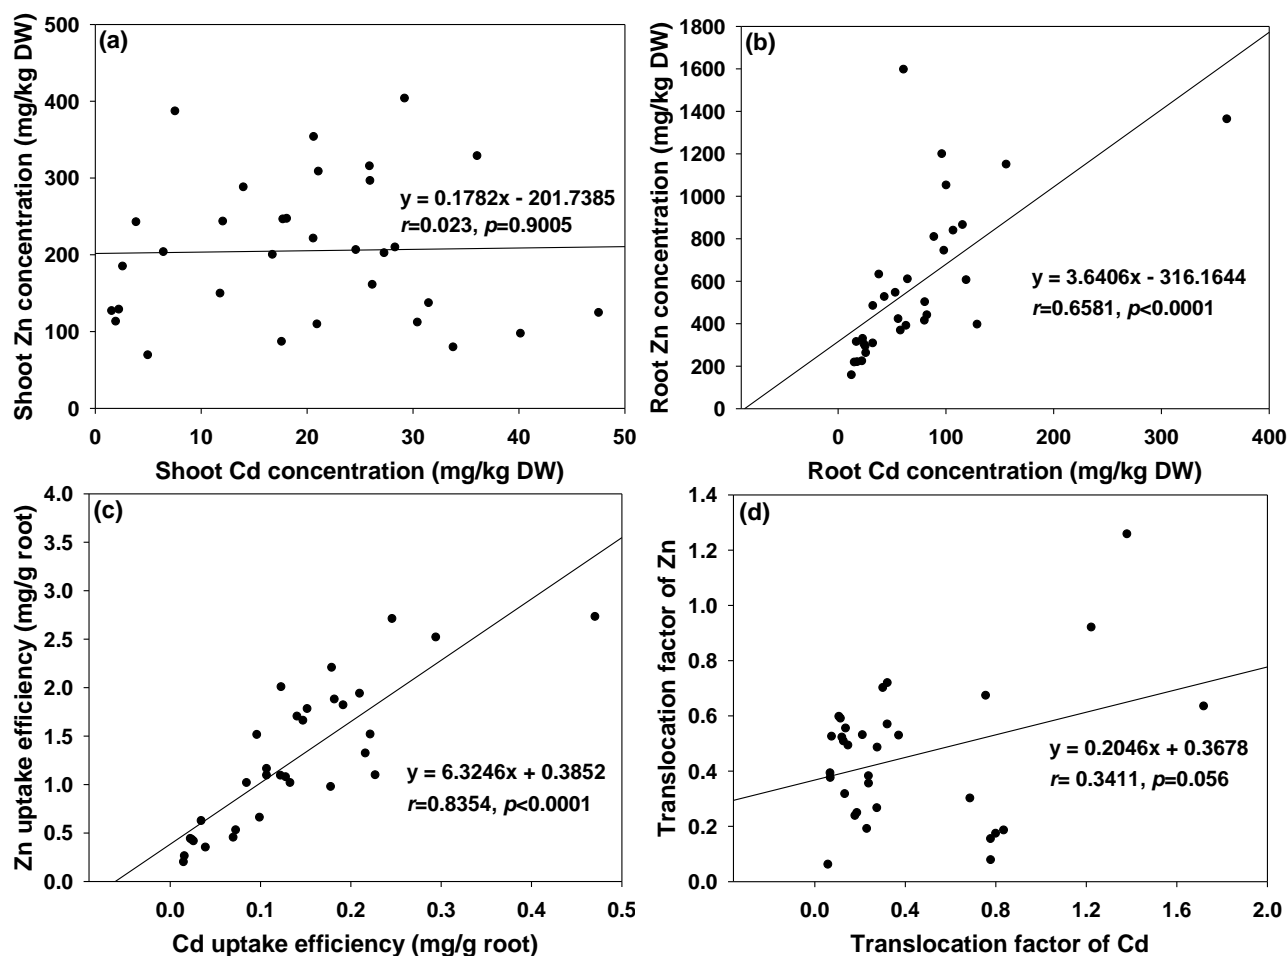 (a)
Shoot Zn concentration (mg/kg DW)
500
400
300
200
100
0
y = 0.1782x - 201.7385
r=0.023, p=0.9005
0 10 20 30 40 50
Shoot Cd concentration (mg/kg DW)
(b)
Root Zn concentration (mg/kg DW)
1800
1600
1400
1200
1000
800
600
400
200
0
y = 3.6406x - 316.1644
r=0.6581, p<0.0001
0 100 200 300 400
Root Cd concentration (mg/kg DW)
(c)
Zn uptake efficiency (mg/g root)
4.0
3.5
3.0
2.5
2.0
1.5
1.0
0.5
0.0
y = 6.3246x + 0.3852
r=0.8354, p<0.0001
0.0 0.1 0.2 0.3 0.4 0.5
Cd uptake efficiency (mg/g root)
(d)
Translocation factor of Zn
1.4
1.2
1.0
0.8
0.6
0.4
0.2
0.0
y = 0.2046x + 0.3678
r= 0.3411, p=0.056
0.0 0.4 0.8 1.2 1.6 2.0
Translocation factor of Cd